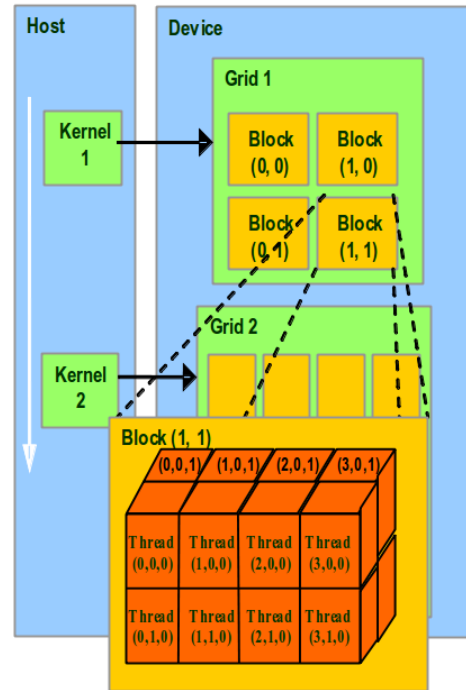 Host
Device
Grid 1
Kernel
1
Block
(0, 0)
Block
(1, 0)
Block
(0, 1)
Block
(1, 1)
Grid 2
Kernel
2
Block (1, 1)
(0,0,1)
(1,0,1)
(2,0,1)
(3,0,1)
Thread
(0,0,0)
Thread
(1,0,0)
Thread
(2,0,0)
Thread
(3,0,0)
Thread
(0,1,0)
Thread
(1,1,0)
Thread
(2,1,0)
Thread
(3,1,0)